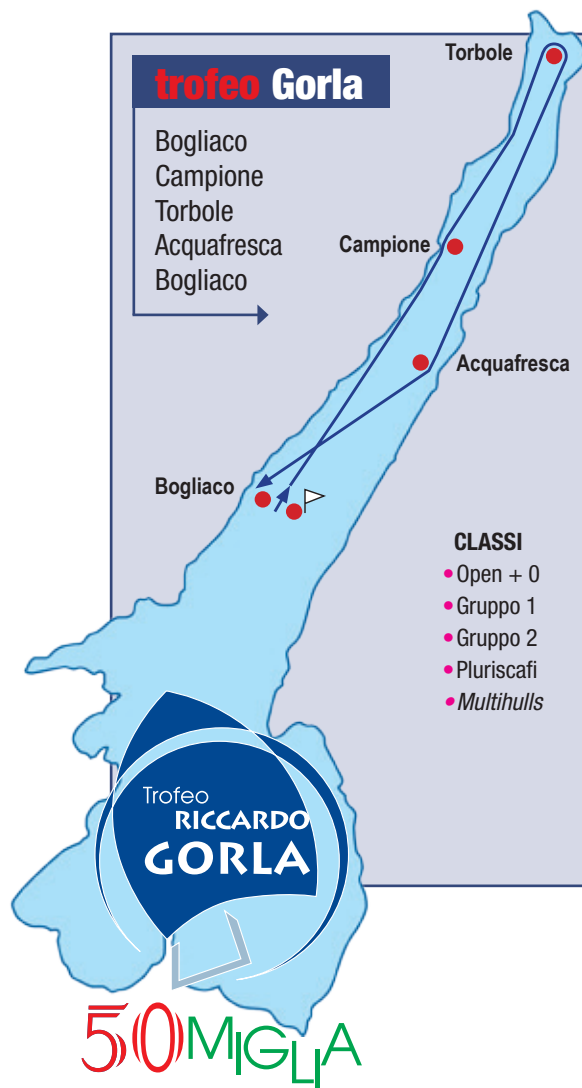 Torbole
trofeo Gorla
Bogliaco
Campione
Torbole
Acquafresca
Bogliaco
Campione
Acquafresca
Bogliaco
CLASSI
• Open + 0
• Gruppo 1
• Gruppo 2
• Pluriscafi
• Multihulls
Trofeo
RICCARDO
GORLA
50MIGLIA